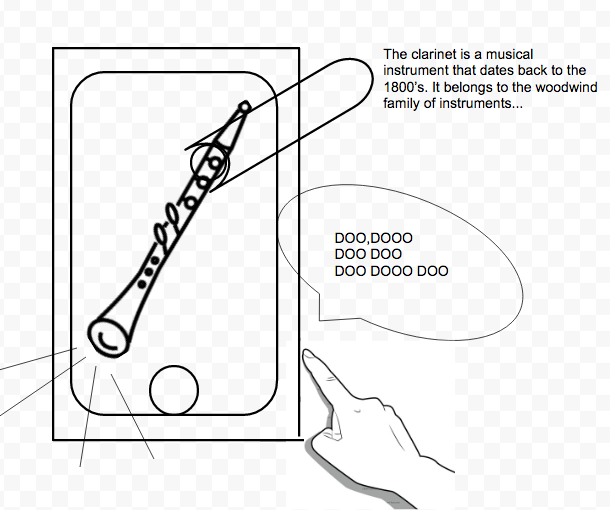 The clarinet is a musical
instrument that dates back to the
1800's. It belongs to the woodwind
family of instruments...
DOO,DOOO
DOO DOO
DOO DOOO DOO